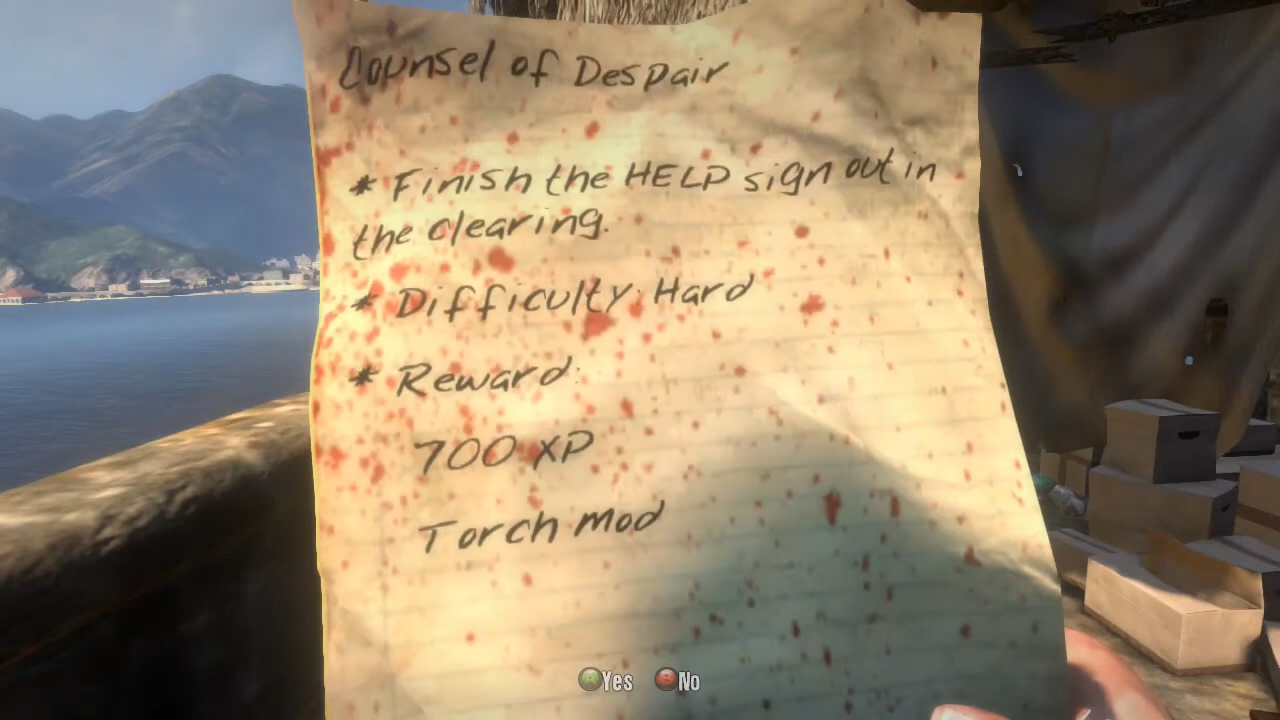 Counsel of Despair
* Finish the HELP sign out in
the clearing.
* Difficulty: Hard
* Reward:
700 XP
Torch mod
A Yes B No